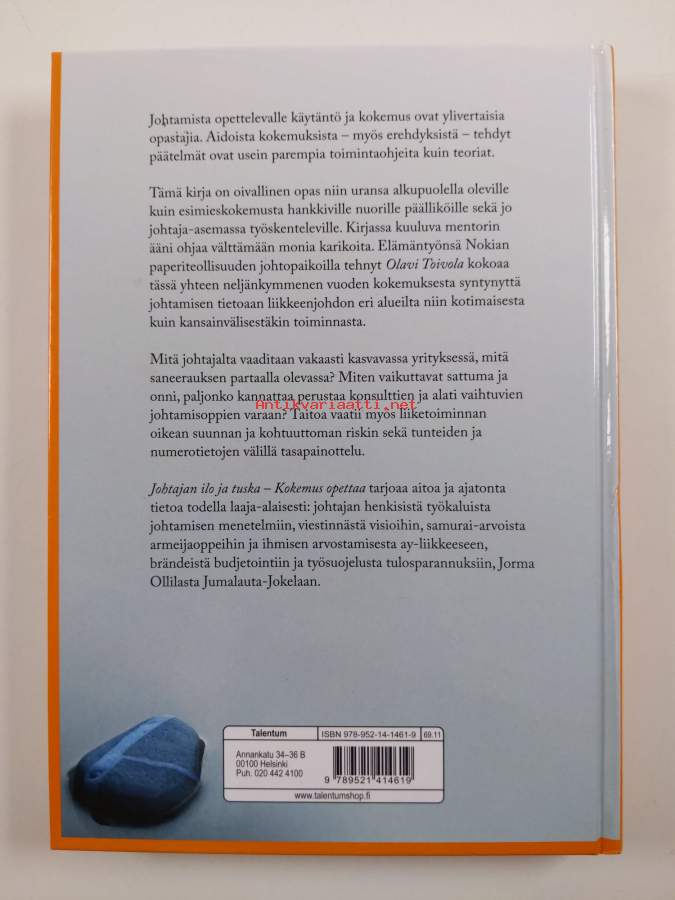 Johtamista opettelevalle käytäntö ja kokemus ovat ylivertaisia
opastajia. Aidoista kokemuksista – myös erehdyksistä – tehdyt
päätelmät ovat usein parempia toimintaohjeita kuin teoriat.
Tämä kirja on oivallinen opas niin uransa alkupuolella oleville
kuin esimieskokemusta hankkiville nuorille päälliköille sekä jo
johtaja-asemassa työskenteleville. Kirjassa kuuluva mentorin
ääni ohjaa välttämään monia karikoita. Elämäntyönsä Nokian
paperiteollisuuden johtopaikoilla tehnyt Olavi Toivola kokoaa
tässä yhteen neljänkymmenen vuoden kokemuksesta syntynyttä
johtamisen tietoaan liikkeenjohdon eri alueilta niin kotimaisesta
kuin kansainvälisestäkin toiminnasta.
Mitä johtajalta vaaditaan vakaasti kasvavassa yrityksessä, mitä
saneerauksen partaalla olevassa? Miten vaikuttavat sattuma ja
onni, paljonko kannattaa perustaa konsulttien ja alati vaihtuvien
Antikvariaatti.net
johtamisoppien varaan? Taitoa vaatii myös liiketoiminnan
oikean suunnan ja kohtuuttoman riskin sekä tunteiden ja
numerotietojen välillä tasapainottelu.
Johtajan ilo ja tuska – Kokemus opettaa tarjoaa aitoa ja ajatonta
tietoa todella laaja-alaisesti: johtajan henkisistä työkaluista
johtamisen menetelmiin, viestinnästä visioihin, samurai-arvoista
armeijaoppeihin ja ihmisen arvostamisesta ay-liikkeeseen,
brändeistä budjetointiin ja työsuojelusta tulosparannuksiin, Jorma
Ollilasta Jumalauta-Jokelaan.
Talentum ISBN 978-952-14-1461-9 69.11
Annankatu 34–36 B
00100 Helsinki
Puh. 020 442 4100
9 789521 414619
www.talentumshop.fi